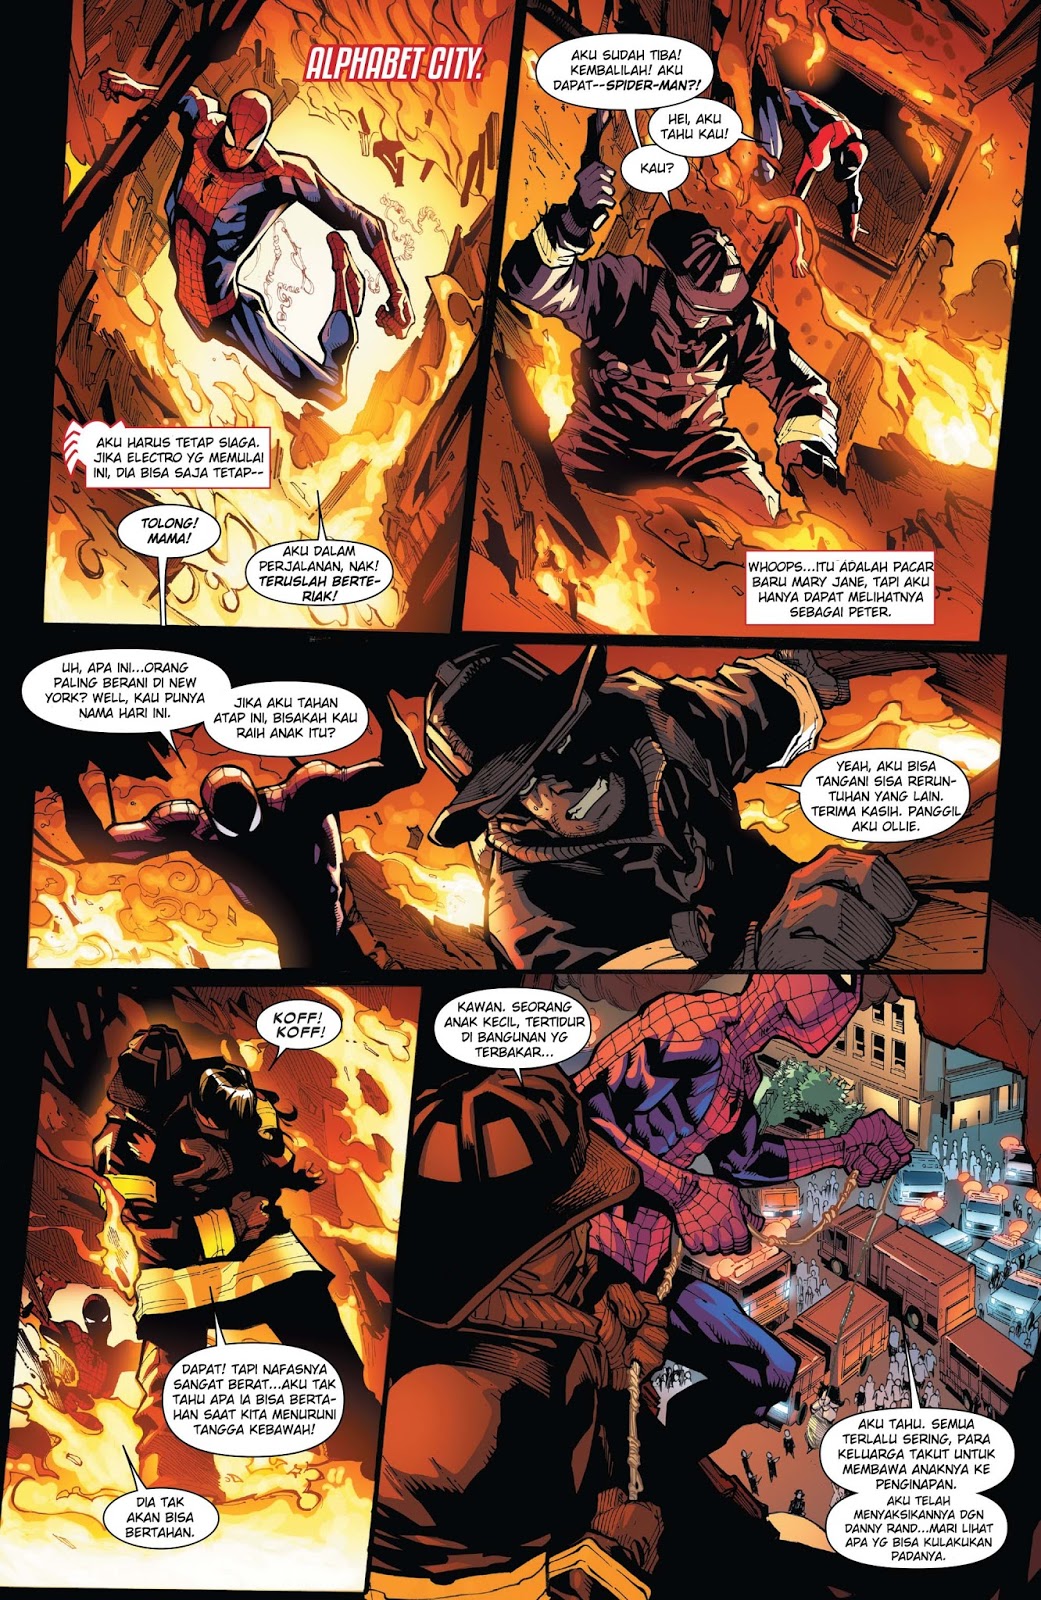 ALPHABET CITY.
AKU HARUS TETAP SIAGA.
JIKA ELECTRO YG MEMULAI
INI, DIA BISA SAJA TETAP--
TOLONG!
MAMA!
AKU DALAM
PERJALANAN, NAK!
TERUSLAH BERTE-
RIAK!
AKU SUDAH TIBA!
KEMBALILAH! AKU
DAPAT--SPIDER-MAN?!
HEI, AKU
TAHU KAU!
KAU?
WHOOPS...ITU ADALAH PACAR
BARU MARY JANE, TAPI AKU
HANYA DAPAT MELIHATNYA
SEBAGAI PETER.
UH, APA INI...ORANG
PALING BERANI DI NEW
YORK? WELL, KAU PUNYA
NAMA HARI INI.
JIKA AKU TAHAN
ATAP INI, BISAKAH KAU
RAIH ANAK ITU?
YEAH, AKU BISA
TANGANI SISA RERUN-
TUHAN YANG LAIN.
TERIMA KASIH. PANGGIL
AKU OLLIE.
KOFF!
KOFF!
DAPAT! TAPI NAFASNYA
SANGAT BERAT...AKU TAK
TAHU APA IA BISA BERTA-
HAN SAAT KITA MENURUNI
TANGGA KEBAWAH!
DIA TAK
AKAN BISA
BERTAHAN.
KAWAN. SEORANG
ANAK KECIL, TERTIDUR
DI BANGUNAN YG
TERBAKAR...
AKU TAHU. SEMUA
TERLALU SERING, PARA
KELUARGA TAKUT UNTUK
MEMBAWA ANAKNYA KE
PENGINAPAN.
AKU TELAH
MENYAKSIKANNYA DGN
DANNY RAND...MARI LIHAT
APA YG BISA KULAKUKAN
PADANYA.